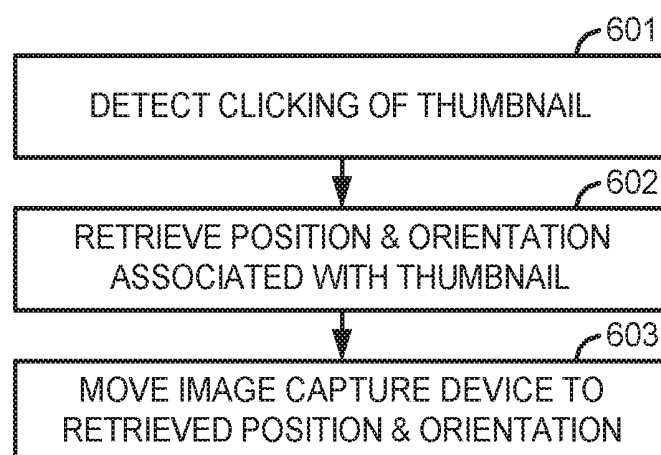 601
DETECT CLICKING OF THUMBNAIL
602
RETRIEVE POSITION & ORIENTATION
ASSOCIATED WITH THUMBNAIL
603
MOVE IMAGE CAPTURE DEVICE TO
RETRIEVED POSITION & ORIENTATION